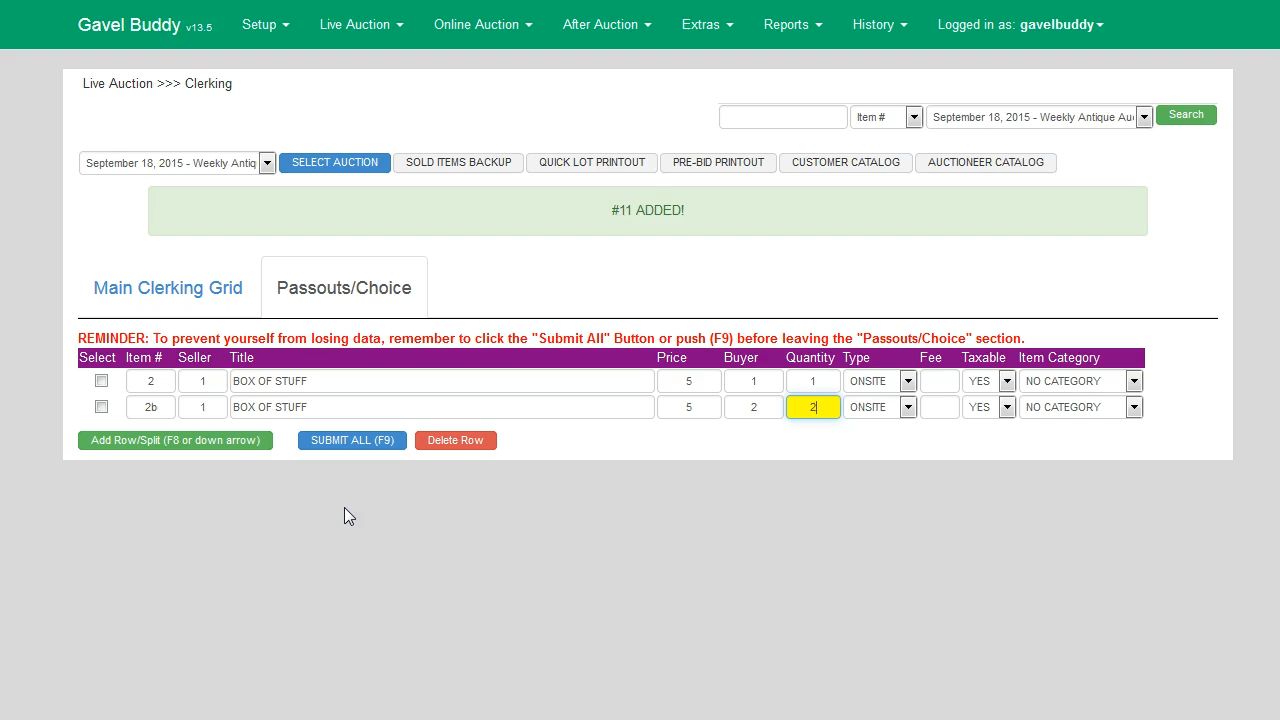 Gavel Buddy v13.5 Setup Live Auction Online Auction After Auction Extras Reports History Logged in as: gavelbuddy
Live Auction >>> Clerking
Item # September 18, 2015 - Weekly Antique Au Search
September 18, 2015 - Weekly Antiq SELECT AUCTION SOLD ITEMS BACKUP QUICK LOT PRINTOUT PRE-BID PRINTOUT CUSTOMER CATALOG AUCTIONEER CATALOG
#11 ADDED!
Main Clerking Grid Passouts/Choice
REMINDER: To prevent yourself from losing data, remember to click the "Submit All" Button or push (F9) before leaving the "Passouts/Choice" section.
Select Item # Seller Title Price Buyer Quantity Type Fee Taxable Item Category
2 1 BOX OF STUFF 5 1 1 ONSITE YES NO CATEGORY
2b 1 BOX OF STUFF 5 2 2 ONSITE YES NO CATEGORY
Add Row/Split (F8 or down arrow) SUBMIT ALL (F9) Delete Row